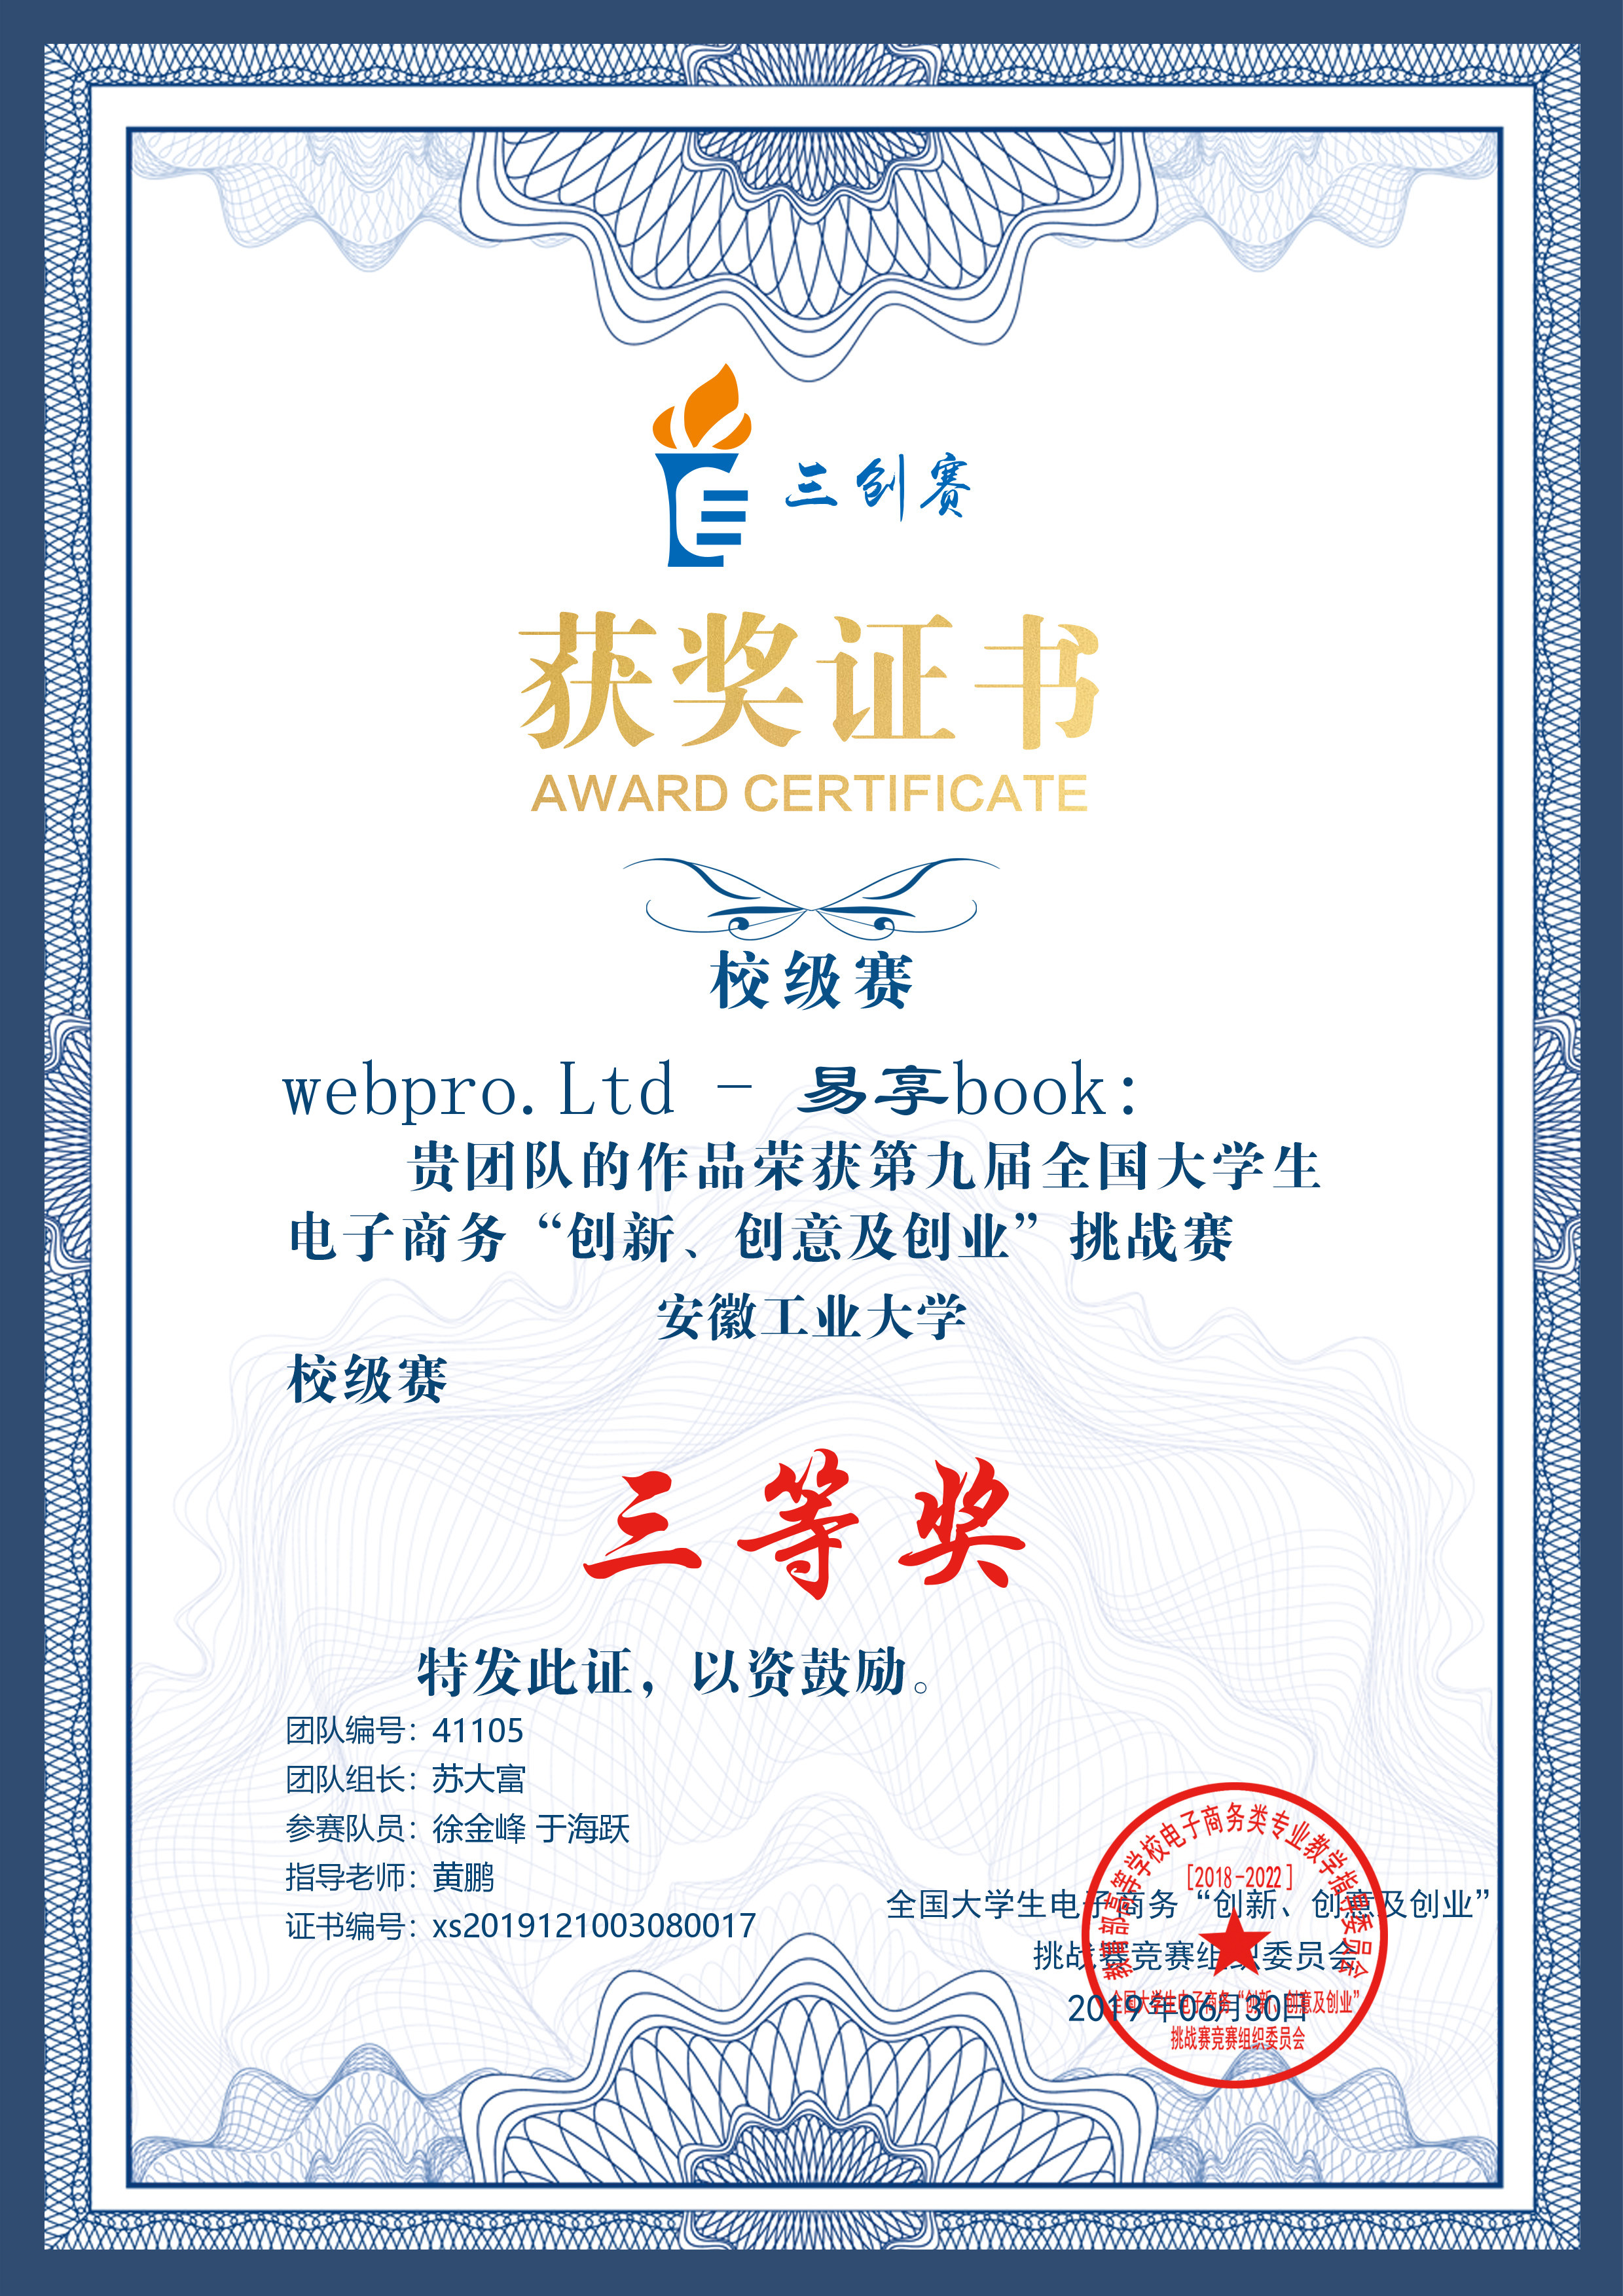 三创赛
获奖证书
AWARD CERTIFICATE
校级赛
webpro.Ltd - 易享book:
贵团队的作品荣获第九届全国大学生
电子商务“创新、创意及创业”挑战赛
安徽工业大学
校级赛
三等奖
特发此证，以资鼓励。
团队编号：41105
团队组长：苏大富
参赛队员：徐金峰 于海跃
指导老师：黄鹏
证书编号：xs2019121003080017
全国大学生电子商务“创新、创意及创业”
挑战赛竞赛组织委员会
2019年06月30日
教育部高等学校电子商务类专业教学指导委员会
[2018-2022]
全国大学生电子商务“创新、创意及创业”
挑战赛竞赛组织委员会